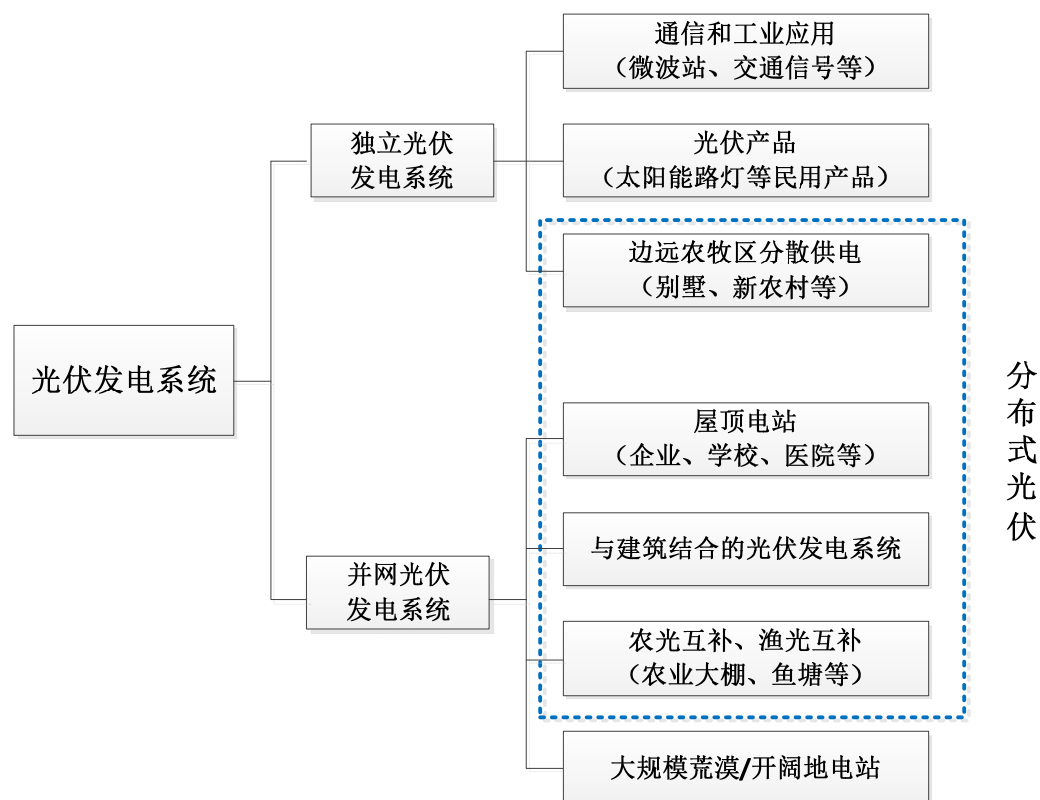 通信和工业应用
（微波站、交通信号等）
独立光伏
发电系统
光伏产品
（太阳能路灯等民用产品）
边远农牧区分散供电
（别墅、新农村等）
光伏发电系统
分布式光伏
屋顶电站
（企业、学校、医院等）
与建筑结合的光伏发电系统
并网光伏
发电系统
农光互补、渔光互补
（农业大棚、鱼塘等）
大规模荒漠/开阔地电站